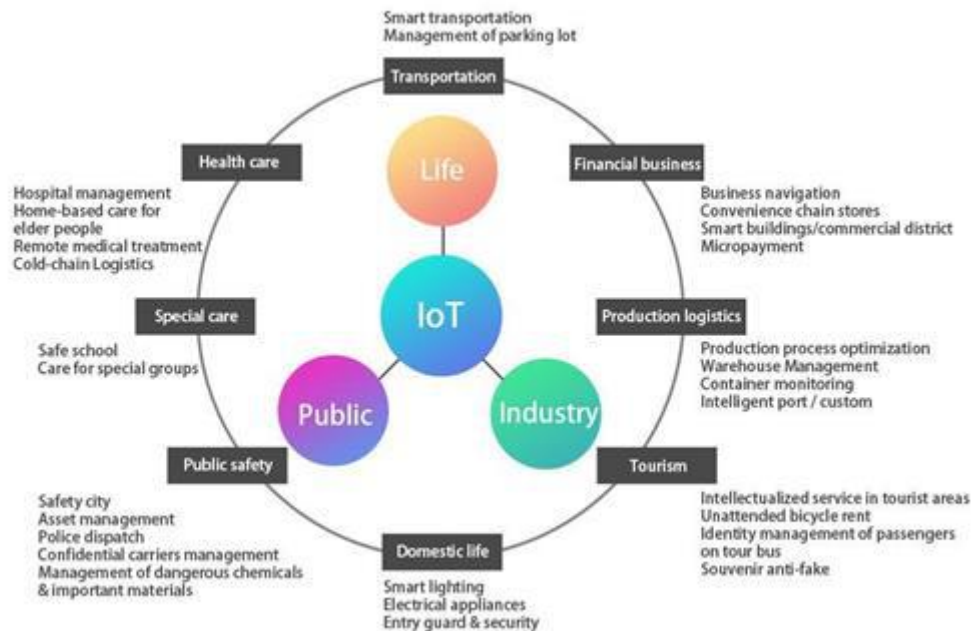 Smart transportation
Management of parking lot
Transportation
Health care
Hospital management
Home-based care for
elder people
Remote medical treatment
Cold-chain Logistics
Life
Financial business
Business navigation
Convenience chain stores
Smart buildings/commercial district
Micropayment
Special care
Safe school
Care for special groups
IoT
Production logistics
Production process optimization
Warehouse Management
Container monitoring
Intelligent port / custom
Public
Industry
Public safety
Safety city
Asset management
Police dispatch
Confidential carriers management
Management of dangerous chemicals
& important materials
Domestic life
Smart lighting
Electrical appliances
Entry guard & security
Tourism
Intellectualized service in tourist areas
Unattended bicycle rent
Identity management of passengers
on tour bus
Souvenir anti-fake